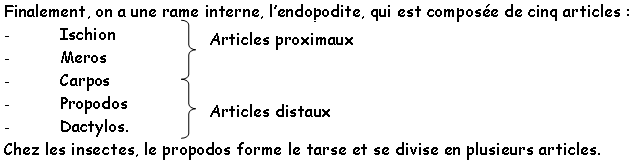 Finalement, on a une rame interne, l'endopodite, qui est composée de cinq articles :
- Ischion
Articles proximaux
- Meros
- Carpos
- Propodos
Articles distaux
- Dactylos.
Chez les insectes, le propodos forme le tarse et se divise en plusieurs articles.